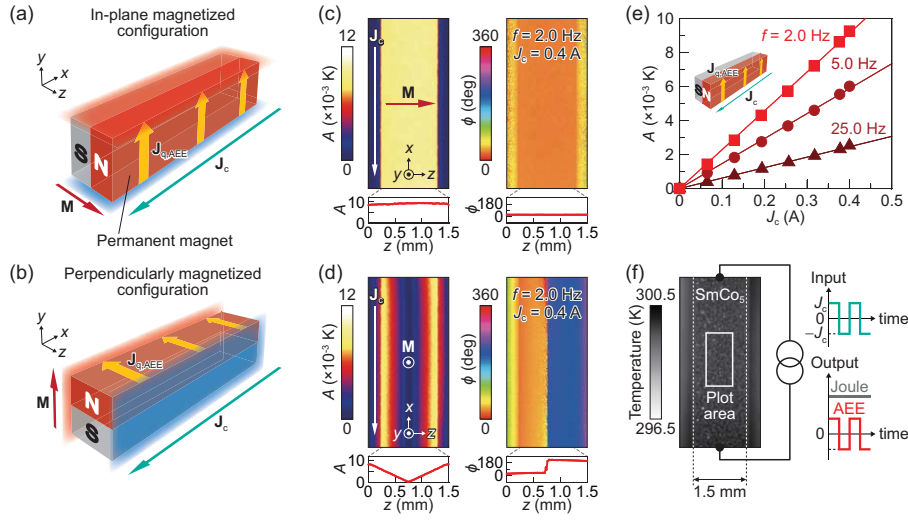 (a)
In-plane magnetized
configuration
y
x
z
S
N
J_q,AEE
J_c
M
Permanent magnet
(b)
Perpendicularly magnetized
configuration
y
x
z
J_q,AEE
M
N
S
J_c
(c)
12
A (×10⁻³ K)
0
J_c
M
x
y
z
A
10
0
0 0.5 1.0 1.5
z (mm)
360
ϕ (deg)
0
f = 2.0 Hz
J_c = 0.4 A
ϕ
180
0
0 0.5 1.0 1.5
z (mm)
(d)
12
A (×10⁻³ K)
0
J_c
M
x
y
z
A
10
0
0 0.5 1.0 1.5
z (mm)
360
ϕ (deg)
0
f = 2.0 Hz
J_c = 0.4 A
ϕ
180
0
0 0.5 1.0 1.5
z (mm)
(e)
10
8
6
4
2
0
A (×10⁻³ K)
f = 2.0 Hz
5.0 Hz
25.0 Hz
J_q,AEE
S
N
J_c
0 0.1 0.2 0.3 0.4 0.5
J_c (A)
(f)
300.5
Temperature (K)
296.5
SmCo₅
Plot
area
1.5 mm
Input
J_c
0
−J_c
time
Output
Joule
AEE
0
time